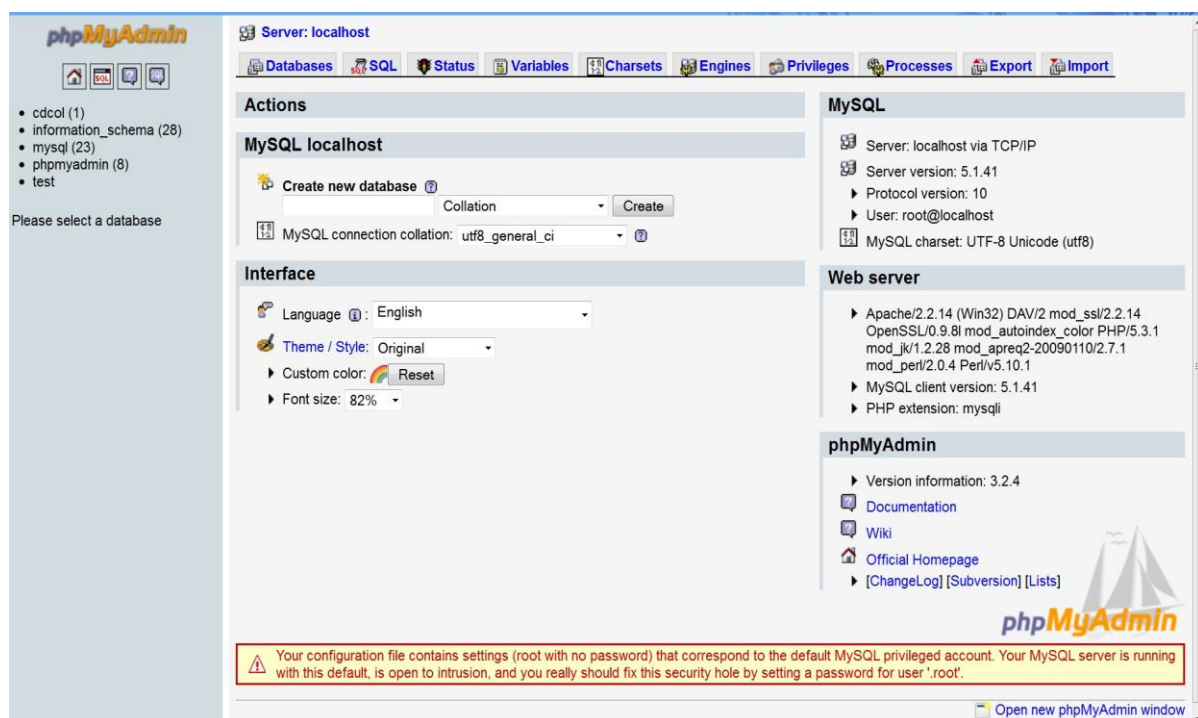 phpMyAdmin
cdcol (1)
information_schema (28)
mysql (23)
phpmyadmin (8)
test
Please select a database
Server: localhost
Databases SQL Status Variables Charsets Engines Privileges Processes Export Import
Actions
MySQL localhost
Create new database
Collation Create
MySQL connection collation: utf8_general_ci
Interface
Language : English
Theme / Style: Original
Custom color: Reset
Font size: 82%
MySQL
Server: localhost via TCP/IP
Server version: 5.1.41
Protocol version: 10
User: root@localhost
MySQL charset: UTF-8 Unicode (utf8)
Web server
Apache/2.2.14 (Win32) DAV/2 mod_ssl/2.2.14
OpenSSL/0.9.8l mod_autoindex_color PHP/5.3.1
mod_jk/1.2.28 mod_apreq2-20090110/2.7.1
mod_perl/2.0.4 Perl/v5.10.1
MySQL client version: 5.1.41
PHP extension: mysqli
phpMyAdmin
Version information: 3.2.4
Documentation
Wiki
Official Homepage
[ChangeLog] [Subversion] [Lists]
phpMyAdmin
Your configuration file contains settings (root with no password) that correspond to the default MySQL privileged account. Your MySQL server is running
with this default, is open to intrusion, and you really should fix this security hole by setting a password for user '.root'.
Open new phpMyAdmin window